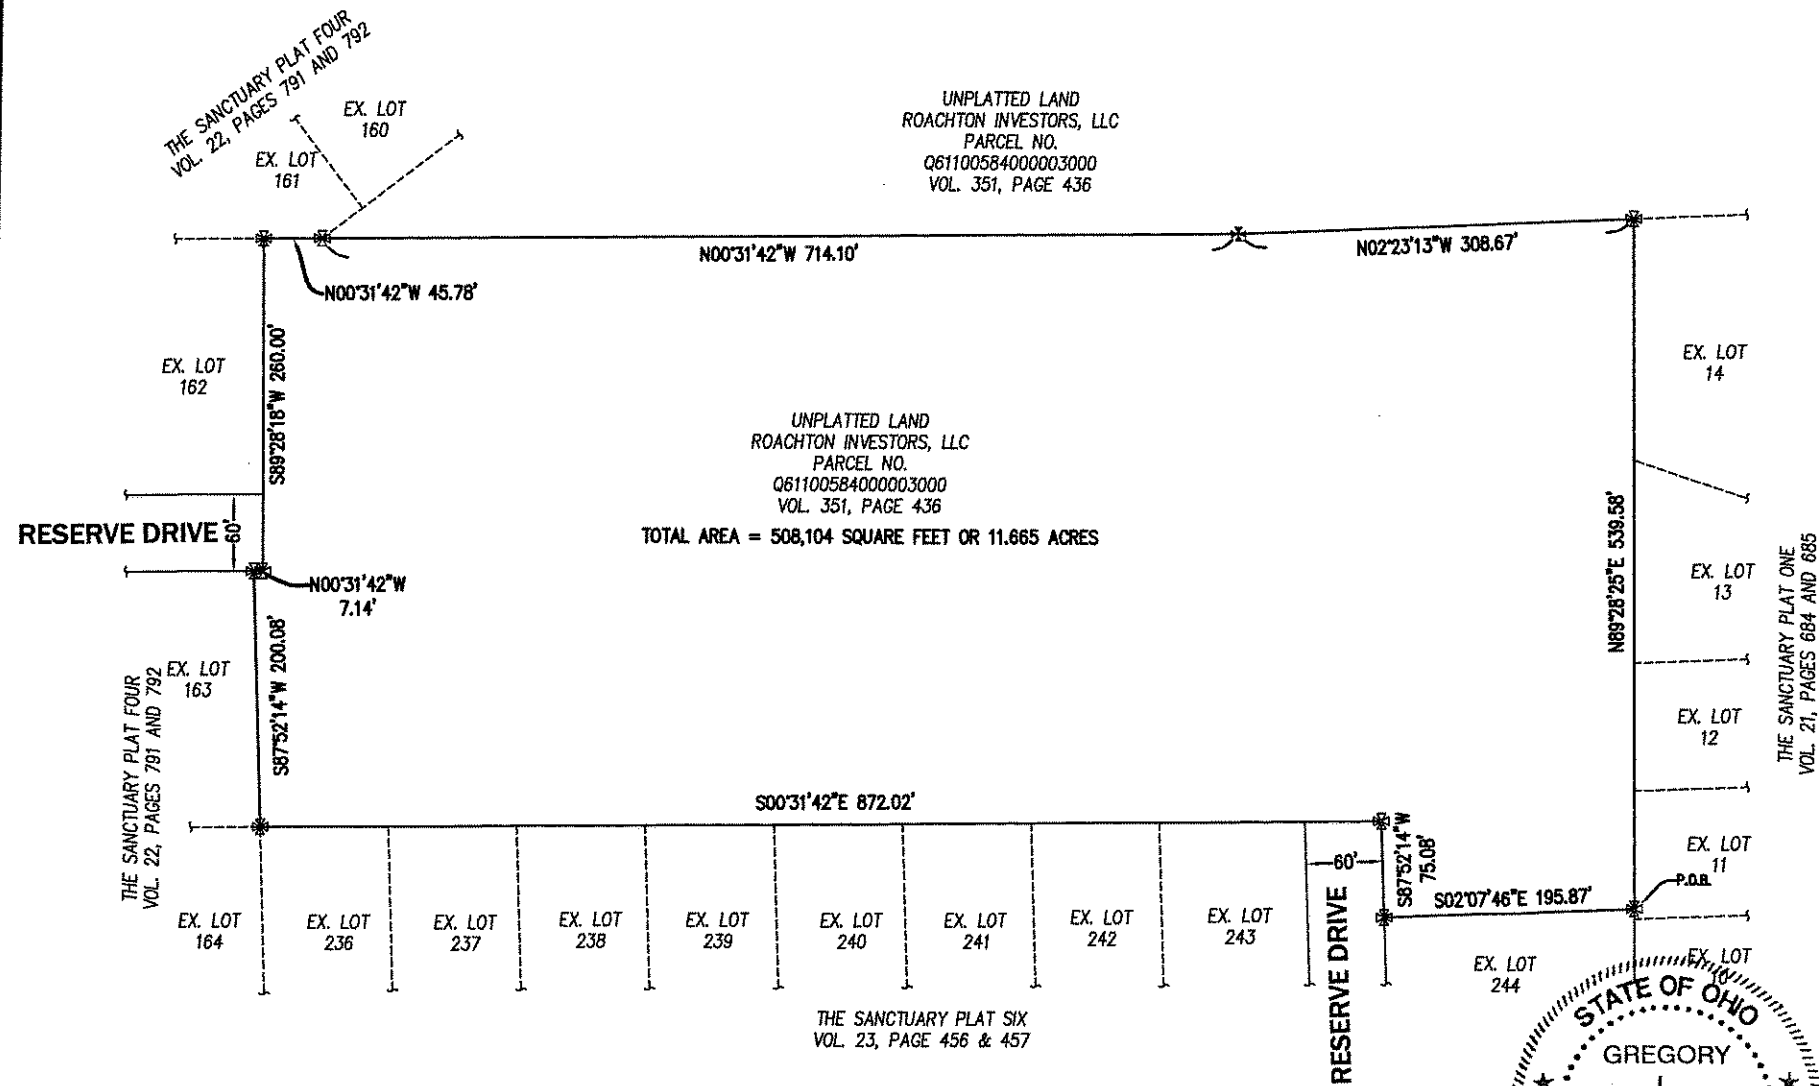 THE SANCTUARY PLAT FOUR
VOL. 22, PAGES 791 AND 792
EX. LOT
160
EX. LOT
161
UNPLATTED LAND
ROACHTON INVESTORS, LLC
PARCEL NO.
Q61100584000003000
VOL. 351, PAGE 436
N00°31'42"W 714.10'
N02°23'13"W 308.67'
N00°31'42"W 45.78'
EX. LOT
162
S89°28'18"W 260.00'
EX. LOT
14
UNPLATTED LAND
ROACHTON INVESTORS, LLC
PARCEL NO.
Q61100584000003000
VOL. 351, PAGE 436
TOTAL AREA = 508,104 SQUARE FEET OR 11.665 ACRES
RESERVE DRIVE
60'
N00°31'42"W
7.14'
N89°28'25"E 539.58'
EX. LOT
13
THE SANCTUARY PLAT ONE
VOL. 21, PAGES 684 AND 685
THE SANCTUARY PLAT FOUR
VOL. 22, PAGES 791 AND 792
EX. LOT
163
S87°52'14"W 200.08'
EX. LOT
12
S00°31'42"E 872.02'
S87°52'14"W
75.08'
60'
EX. LOT
11
P.O.B.
S02°07'46"E 195.87'
RESERVE DRIVE
EX. LOT
164
EX. LOT
236
EX. LOT
237
EX. LOT
238
EX. LOT
239
EX. LOT
240
EX. LOT
241
EX. LOT
242
EX. LOT
243
EX. LOT
244
EX. LOT
10
THE SANCTUARY PLAT SIX
VOL. 23, PAGE 456 & 457
STATE OF OHIO
GREGORY